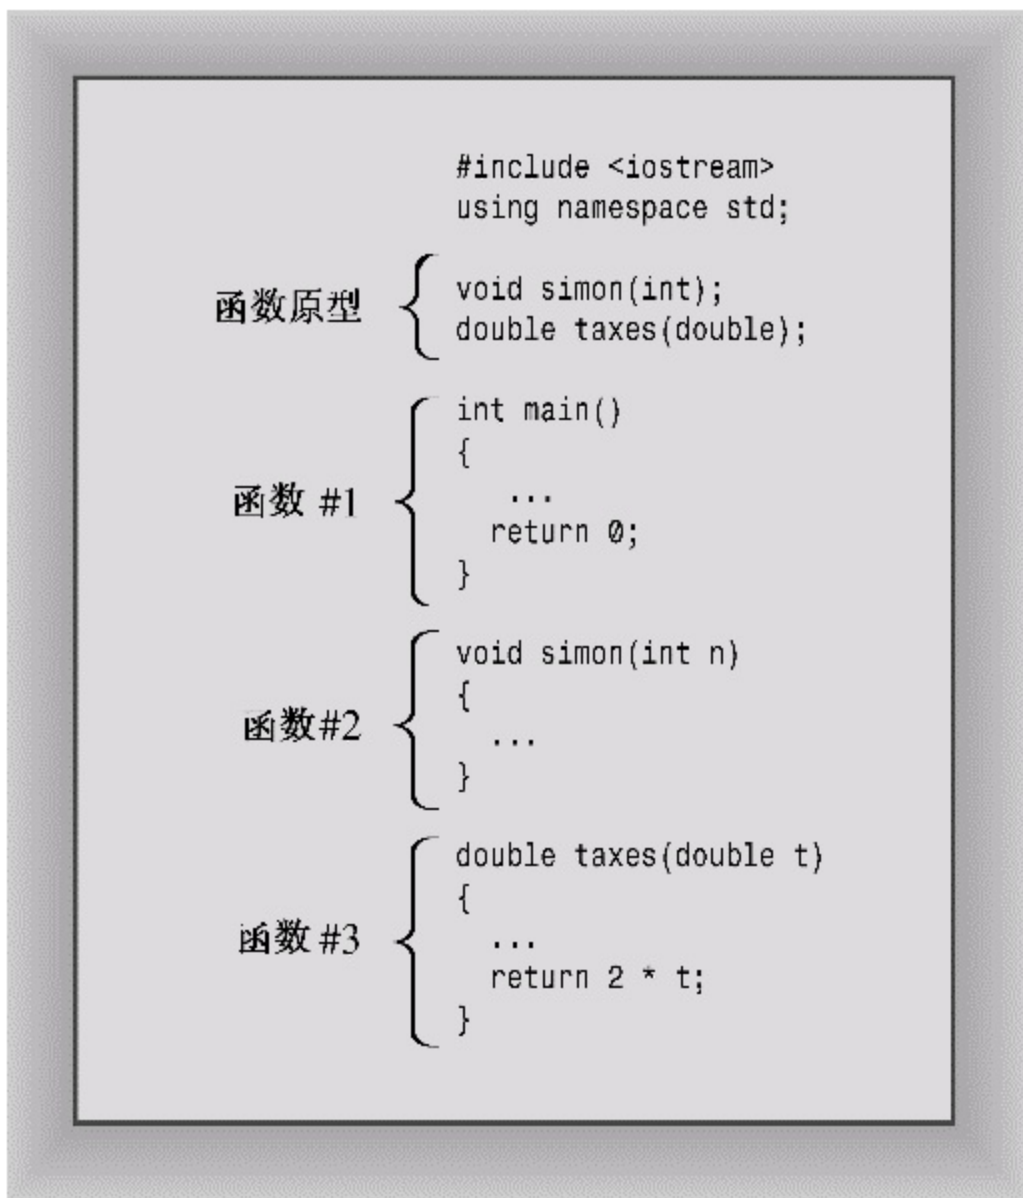 #include <iostream>
using namespace std;
函数原型
void simon(int);
double taxes(double);
函数 #1
int main()
{
...
return 0;
}
函数#2
void simon(int n)
{
...
}
函数 #3
double taxes(double t)
{
...
return 2 * t;
}